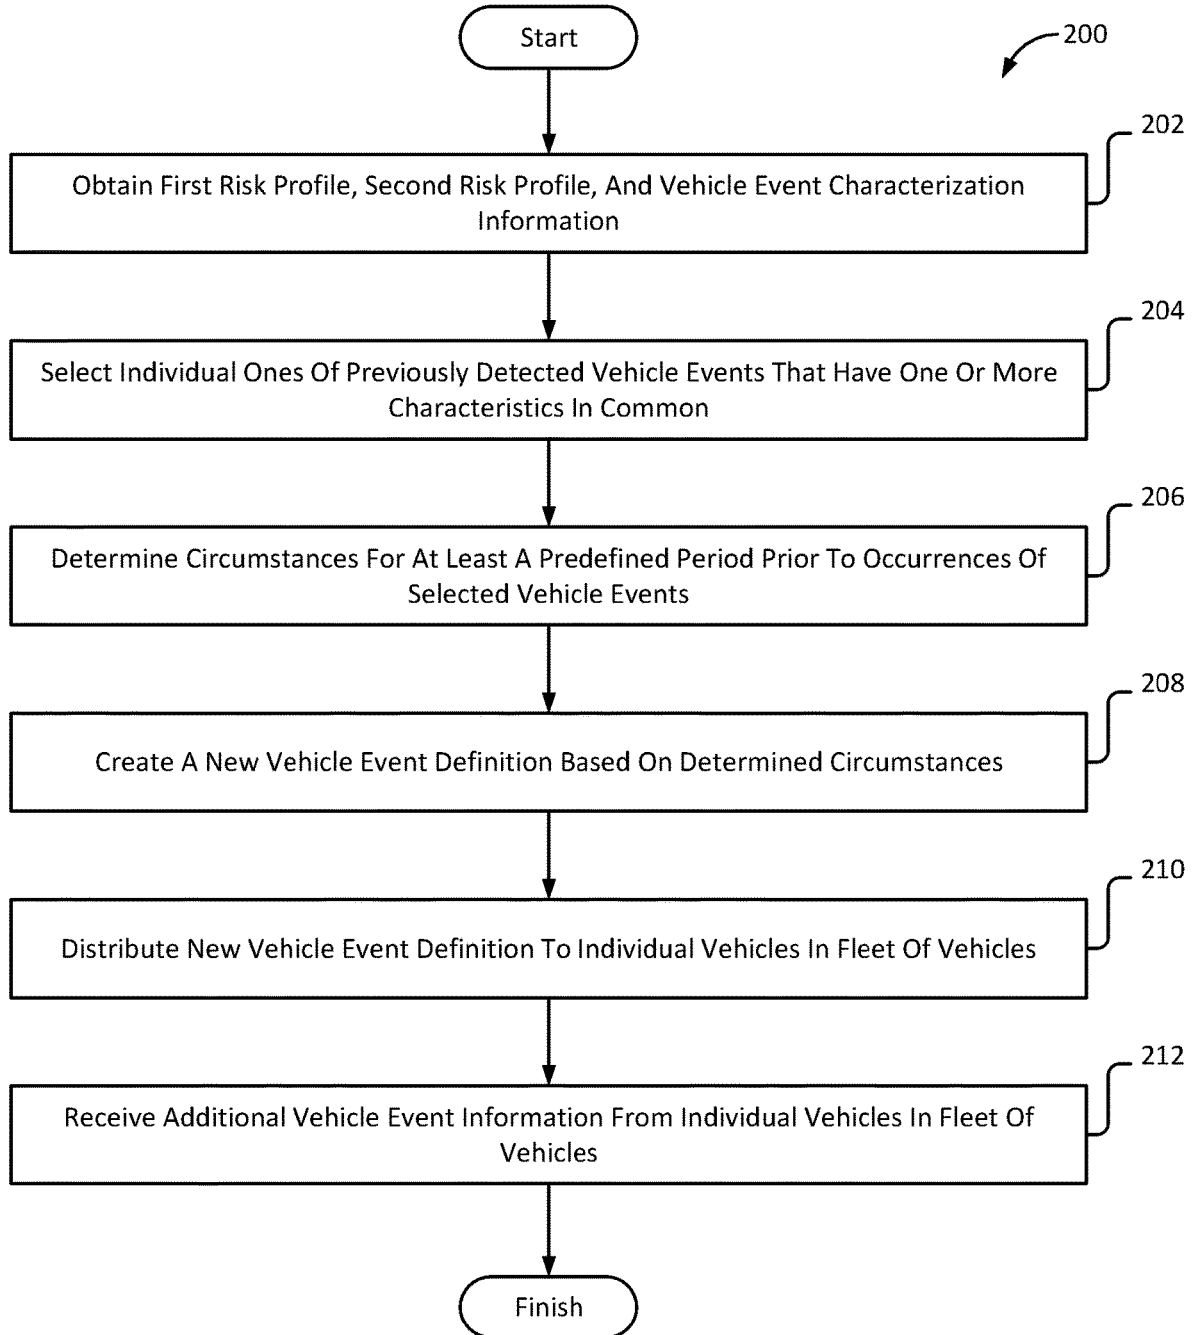 Start
200
202
Obtain First Risk Profile, Second Risk Profile, And Vehicle Event Characterization
Information
204
Select Individual Ones Of Previously Detected Vehicle Events That Have One Or More
Characteristics In Common
206
Determine Circumstances For At Least A Predefined Period Prior To Occurrences Of
Selected Vehicle Events
208
Create A New Vehicle Event Definition Based On Determined Circumstances
210
Distribute New Vehicle Event Definition To Individual Vehicles In Fleet Of Vehicles
212
Receive Additional Vehicle Event Information From Individual Vehicles In Fleet Of
Vehicles
Finish